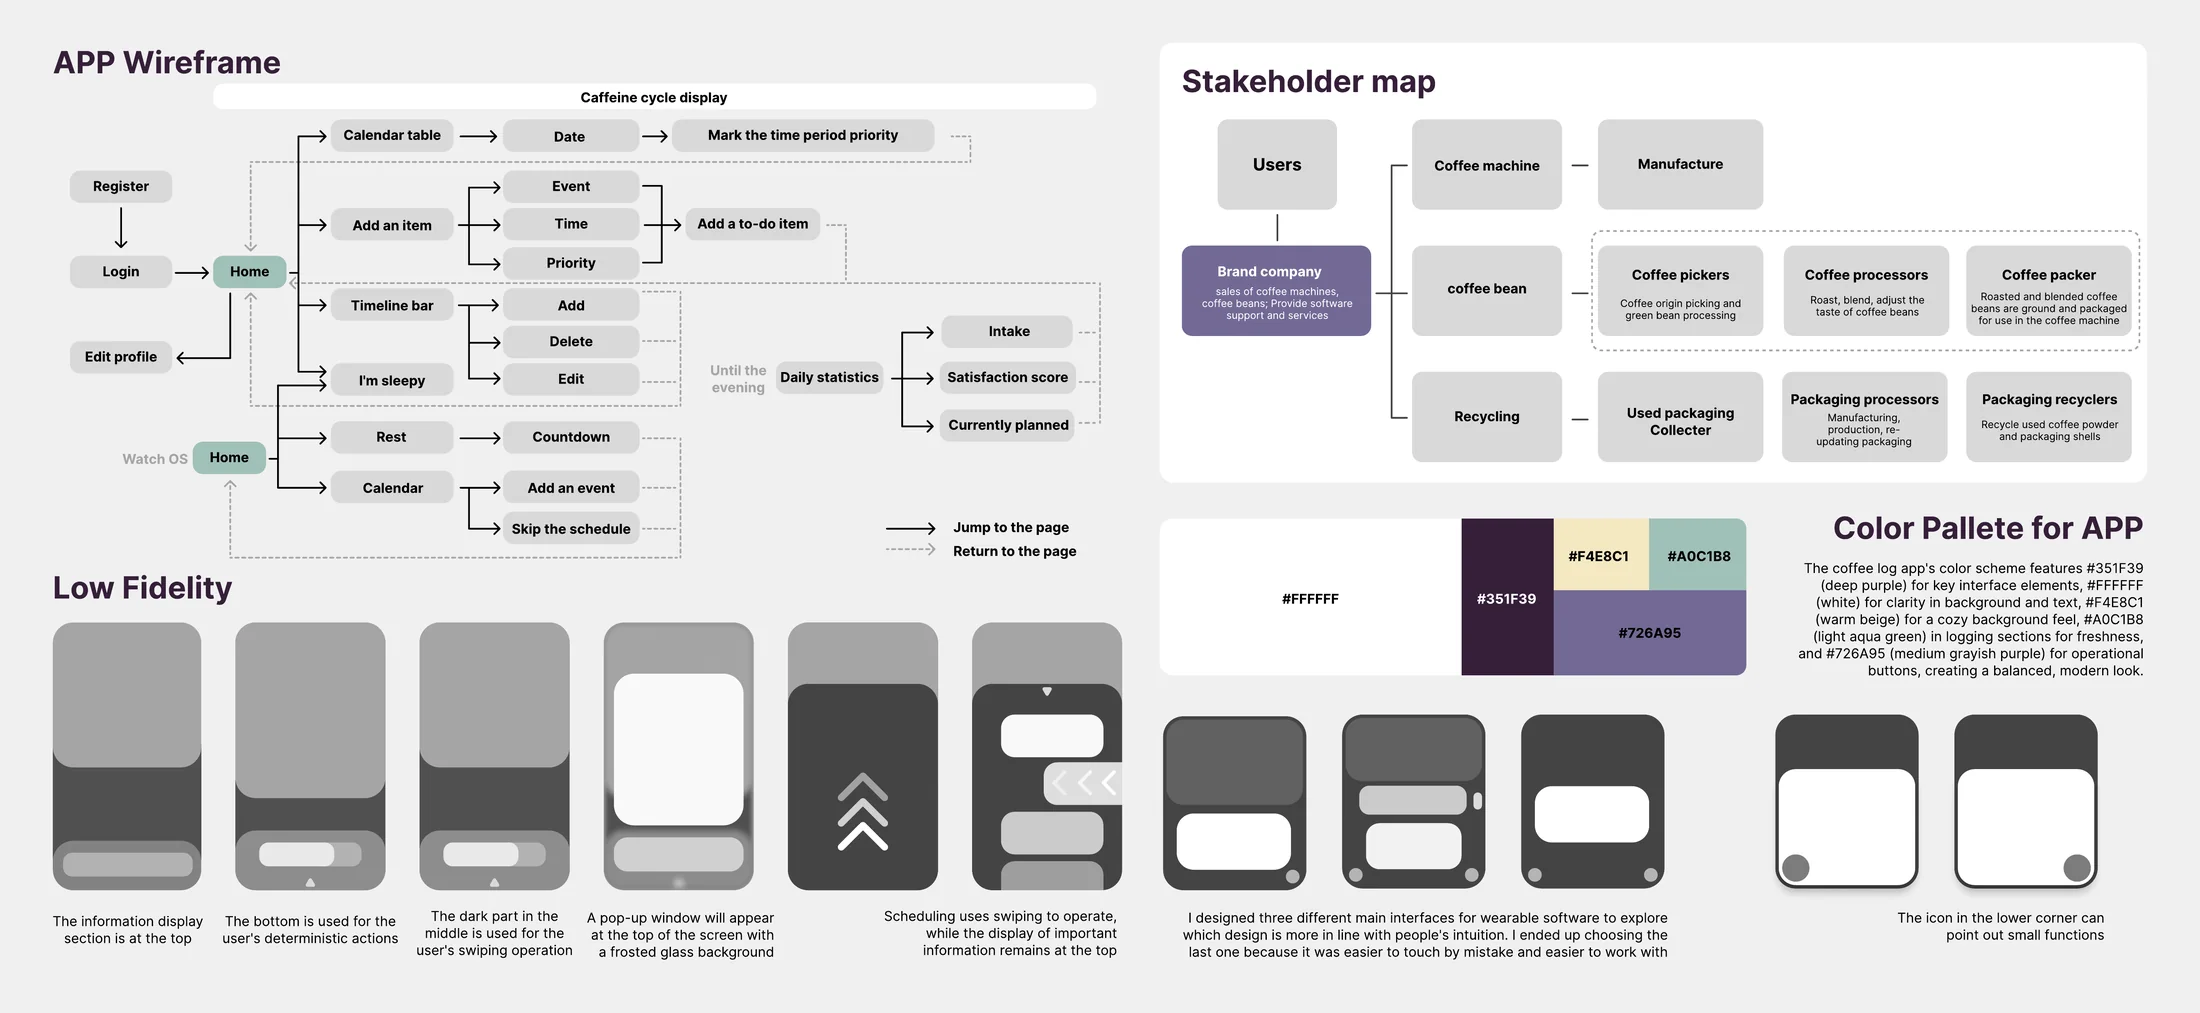 APP Wireframe
Caffeine cycle display
Calendar table
Date
Mark the time period priority
Register
Event
Add an item
Time
Add a to-do item
Priority
Login
Home
Timeline bar
Add
Delete
Edit profile
I'm sleepy
Edit
Until the
evening
Daily statistics
Intake
Satisfaction score
Currently planned
Watch OS
Home
Rest
Countdown
Calendar
Add an event
Skip the schedule
Jump to the page
Return to the page
Stakeholder map
Users
Coffee machine
Manufacture
Brand company
sales of coffee machines,
coffee beans; Provide software
support and services
coffee bean
Coffee pickers
Coffee origin picking and
green bean processing
Coffee processors
Roast, blend, adjust the
taste of coffee beans
Coffee packer
Roasted and blended coffee
beans are ground and packaged
for use in the coffee machine
Recycling
Used packaging
Collecter
Packaging processors
Manufacturing,
production, re-
updating packaging
Packaging recyclers
Recycle used coffee powder
and packaging shells
#FFFFFF
#351F39
#F4E8C1
#A0C1B8
#726A95
Color Pallete for APP
The coffee log app's color scheme features #351F39
(deep purple) for key interface elements, #FFFFFF
(white) for clarity in background and text, #F4E8C1
(warm beige) for a cozy background feel, #A0C1B8
(light aqua green) in logging sections for freshness,
and #726A95 (medium grayish purple) for operational
buttons, creating a balanced, modern look.
Low Fidelity
The information display
section is at the top
The bottom is used for the
user's deterministic actions
The dark part in the
middle is used for the
user's swiping operation
A pop-up window will appear
at the top of the screen with
a frosted glass background
Scheduling uses swiping to operate,
while the display of important
information remains at the top
I designed three different main interfaces for wearable software to explore
which design is more in line with people's intuition. I ended up choosing the
last one because it was easier to touch by mistake and easier to work with
The icon in the lower corner can
point out small functions